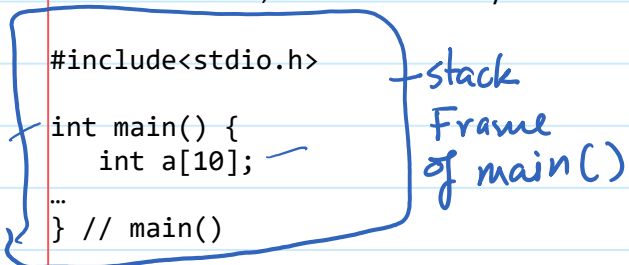 #include<stdio.h>
stack
Frame
int main() {
int a[10];
of main()
…
} // main()